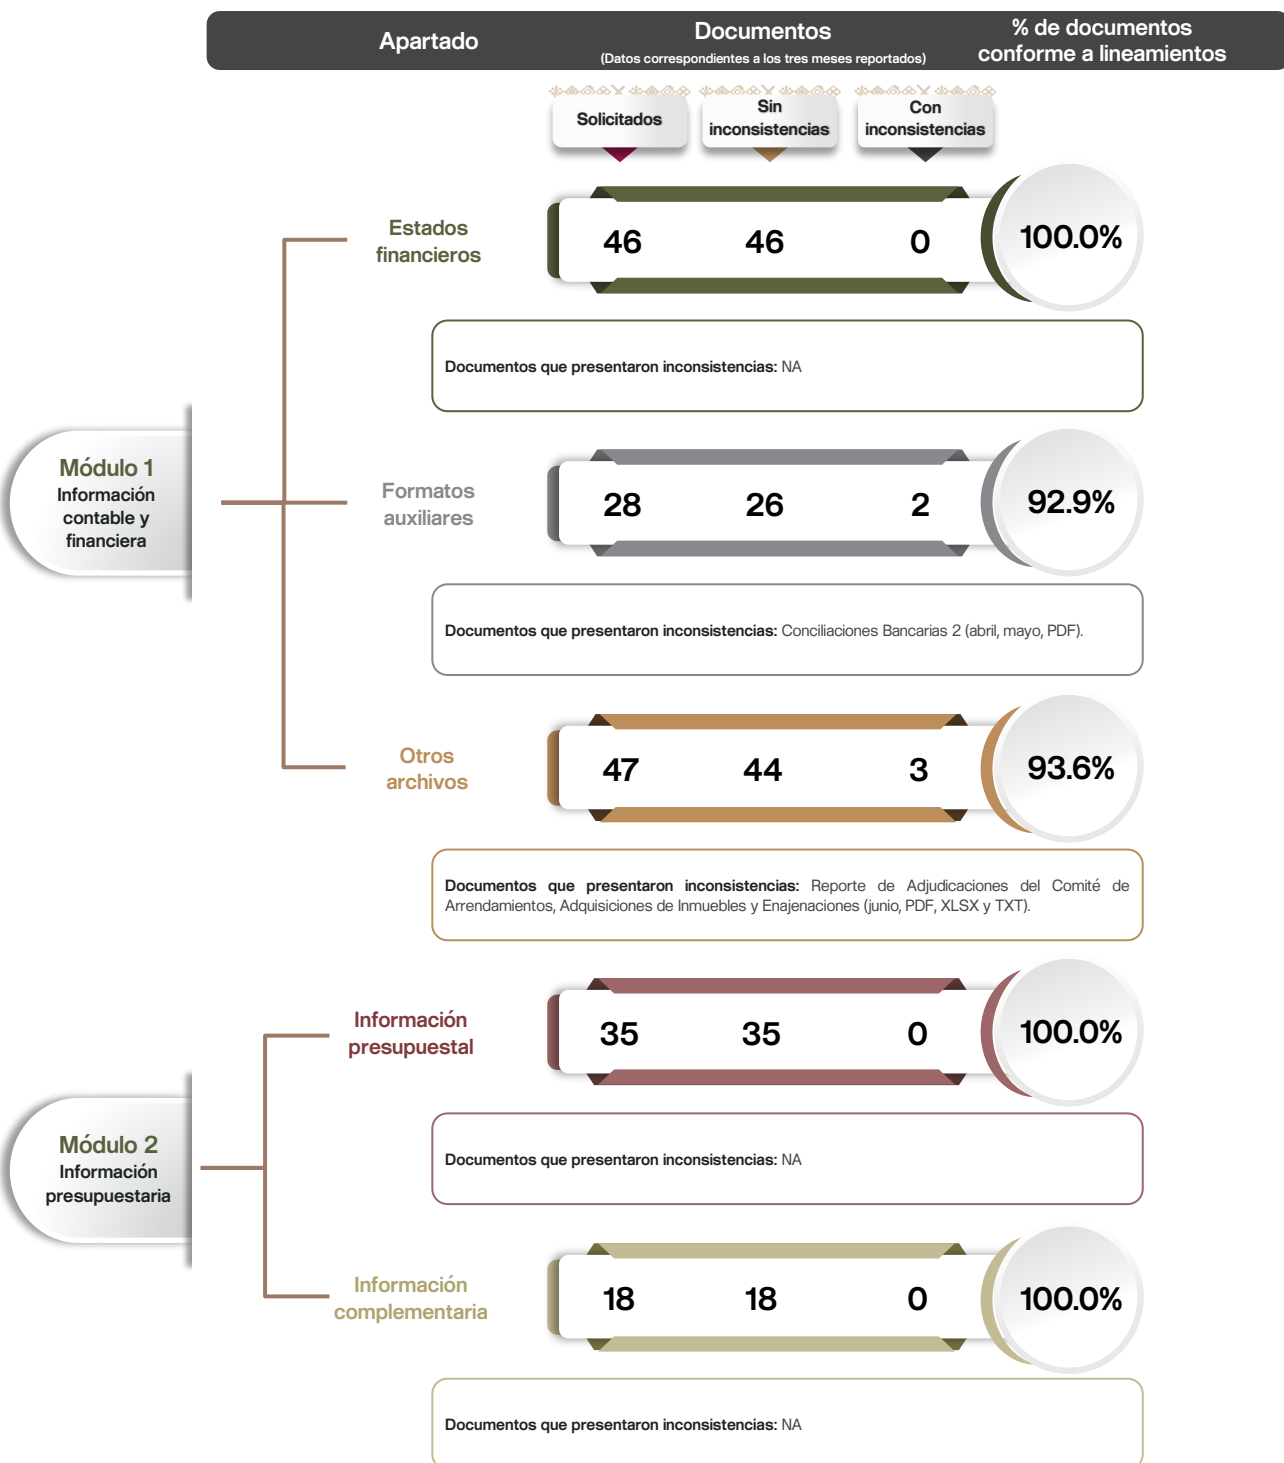 Apartado
Documentos
(Datos correspondientes a los tres meses reportados)
% de documentos
conforme a lineamientos
Solicitados
Sin
inconsistencias
Con
inconsistencias
Módulo 1
Información
contable y
financiera
Estados
financieros
46 46 0 100.0%
Documentos que presentaron inconsistencias: NA
Formatos
auxiliares
28 26 2 92.9%
Documentos que presentaron inconsistencias: Conciliaciones Bancarias 2 (abril, mayo, PDF).
Otros
archivos
47 44 3 93.6%
Documentos que presentaron inconsistencias: Reporte de Adjudicaciones del Comité de
Arrendamientos, Adquisiciones de Inmuebles y Enajenaciones (junio, PDF, XLSX y TXT).
Módulo 2
Información
presupuestaria
Información
presupuestal
35 35 0 100.0%
Documentos que presentaron inconsistencias: NA
Información
complementaria
18 18 0 100.0%
Documentos que presentaron inconsistencias: NA